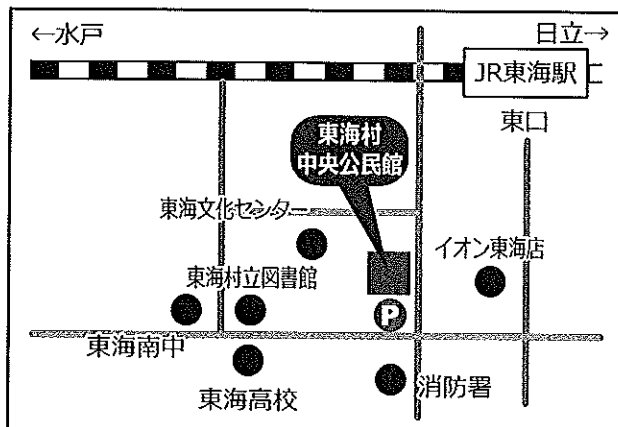 ←水戸
日立→
JR東海駅
東口
東海村
中央公民館
東海文化センター
イオン東海店
東海村立図書館
P
東海南中
東海高校
消防署